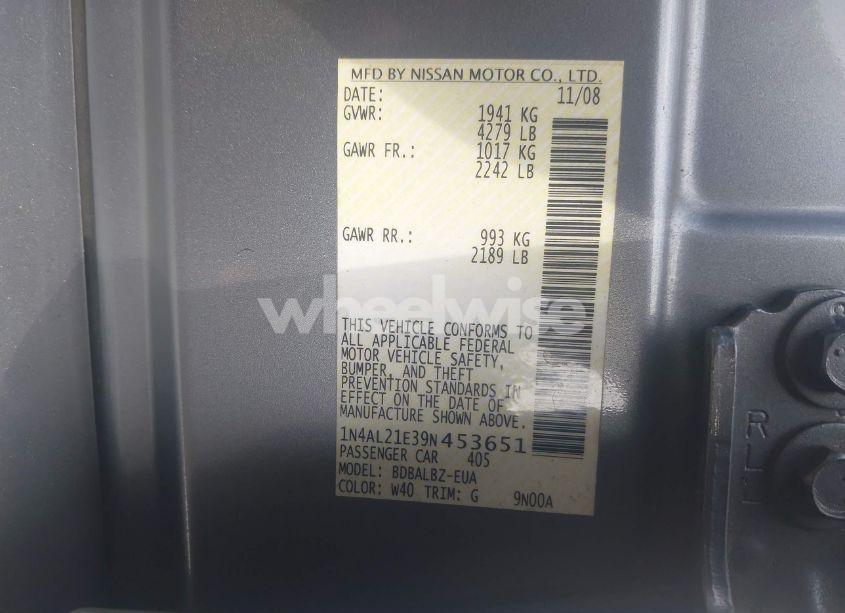 MFD BY NISSAN MOTOR CO., LTD.
DATE: 11/08
GVWR: 1941 KG
4279 LB
GAWR FR.: 1017 KG
2242 LB
GAWR RR.: 993 KG
2189 LB
wheelwise
THIS VEHICLE CONFORMS TO
ALL APPLICABLE FEDERAL
MOTOR VEHICLE SAFETY,
BUMPER, AND THEFT
PREVENTION STANDARDS IN
EFFECT ON THE DATE OF
MANUFACTURE SHOWN ABOVE.
1N4AL21E39N453651
PASSENGER CAR 405
MODEL: BDBALBZ-EUA
COLOR: W40 TRIM: G 9N00A